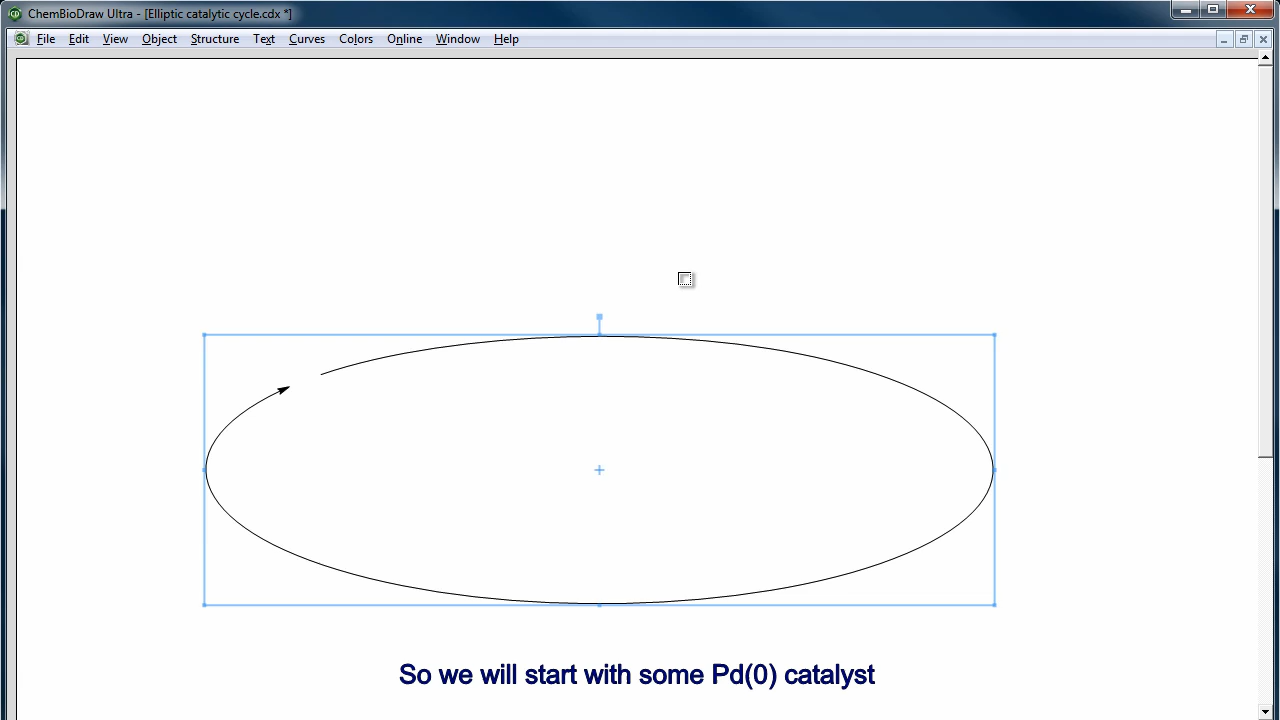 ChemBioDraw Ultra - [Elliptic catalytic cycle.cdx *]
File Edit View Object Structure Text Curves Colors Online Window Help
So we will start with some Pd(0) catalyst